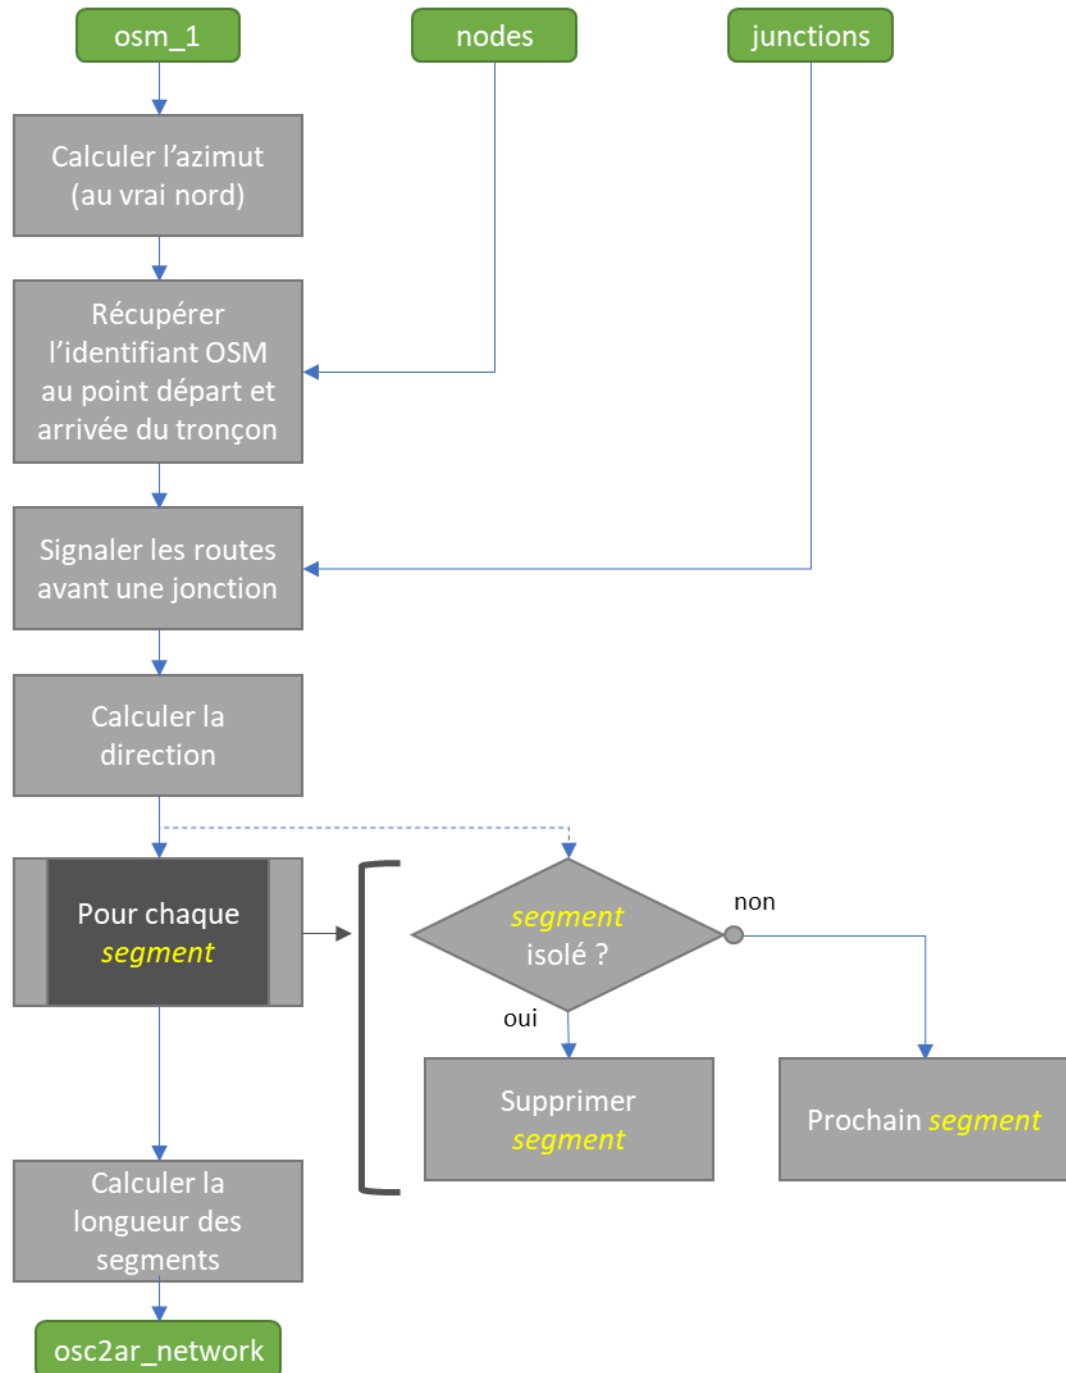 osm_1
nodes
junctions
Calculer l’azimut
(au vrai nord)
Récupérer
l’identifiant OSM
au point départ et
arrivée du tronçon
Signaler les routes
avant une jonction
Calculer la
direction
Pour chaque
segment
segment
isolé ?
non
oui
Supprimer
segment
Prochain segment
Calculer la
longueur des
segments
osc2ar_network